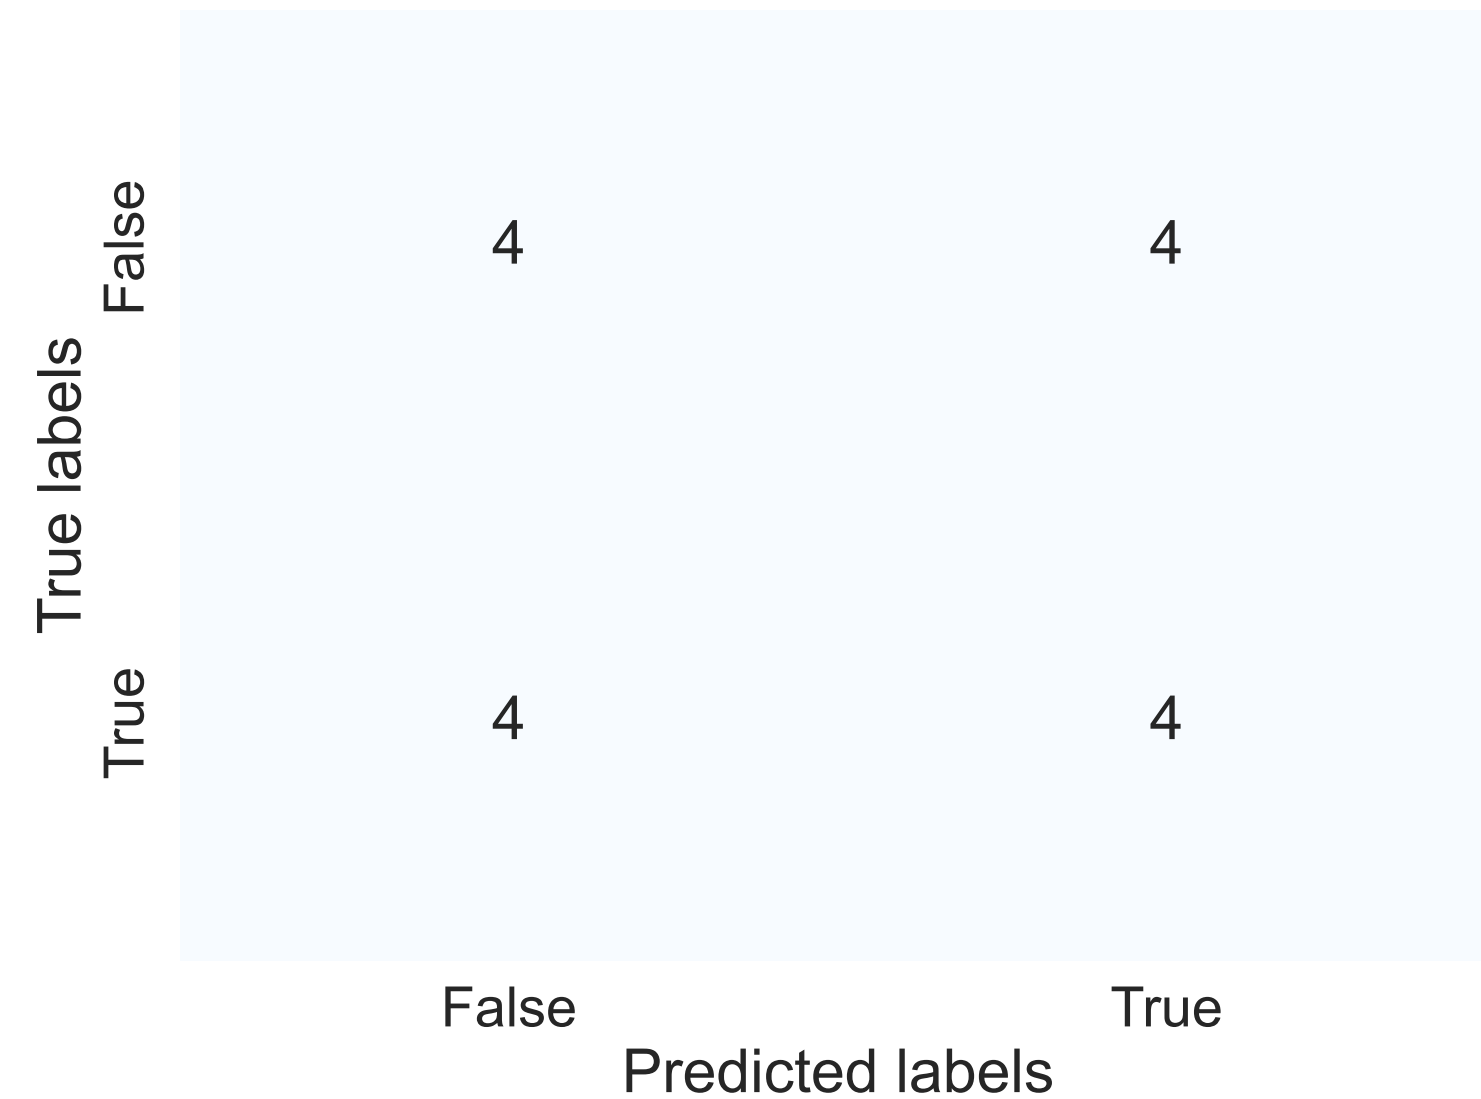 True labels
False
4 4
True
4 4
False True
Predicted labels